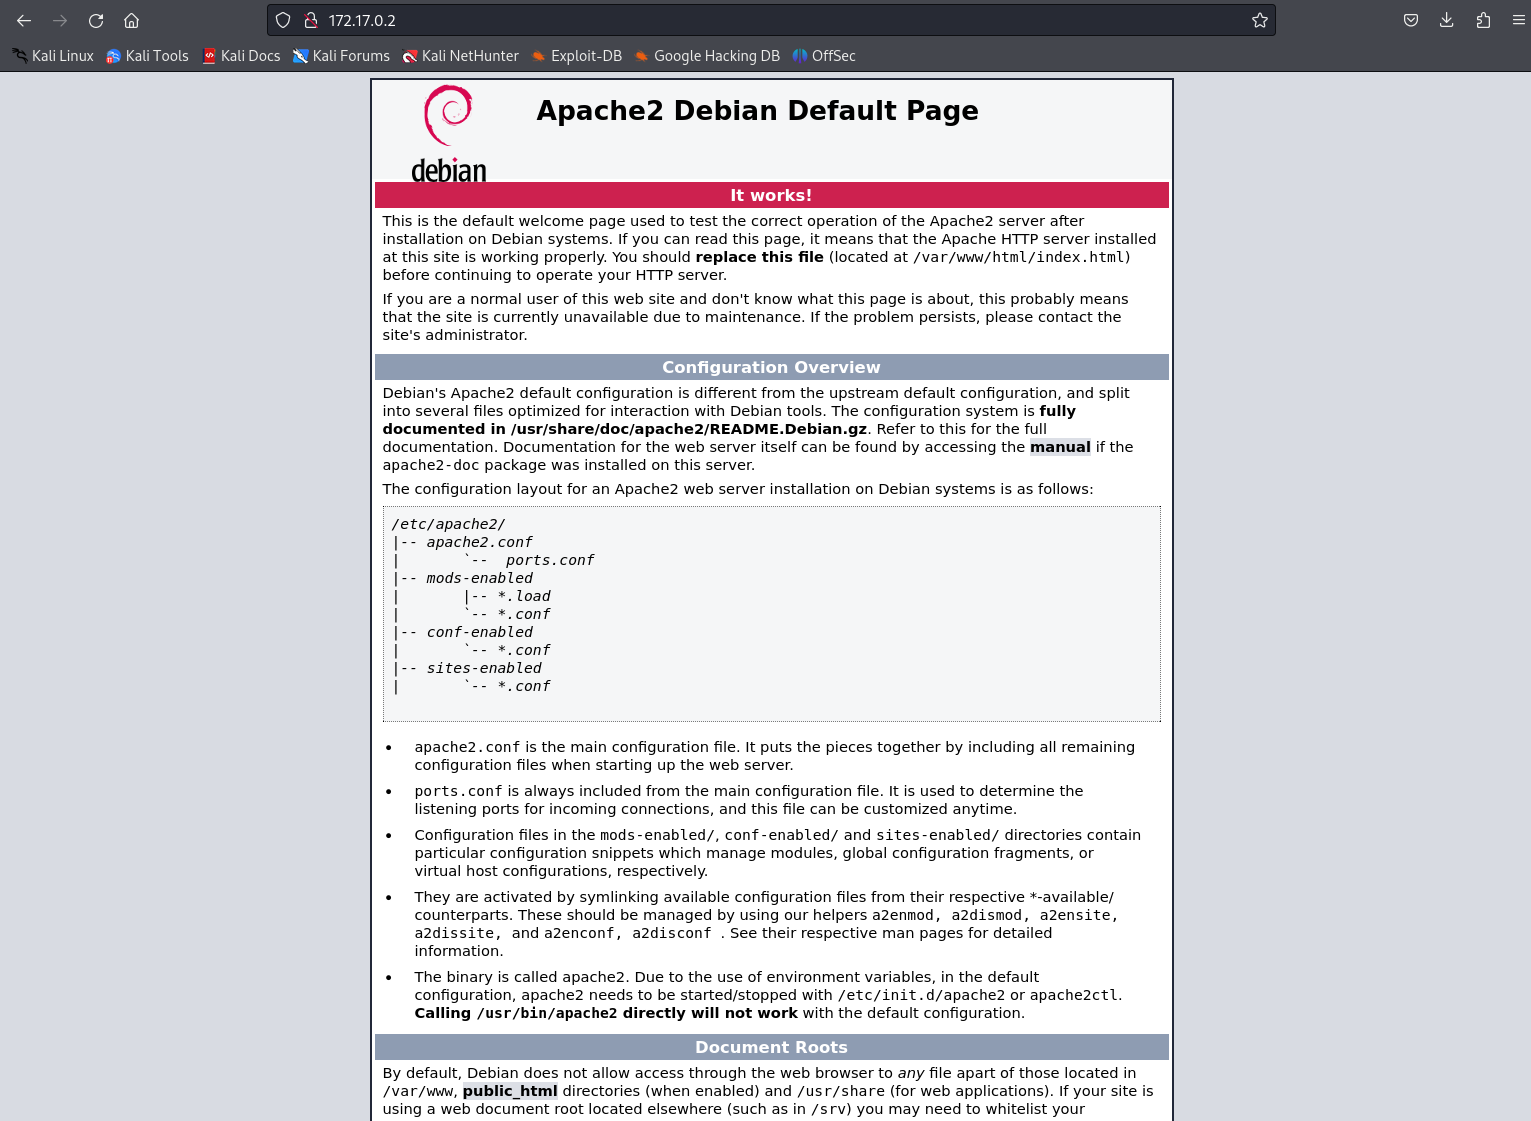 172.17.0.2
Kali Linux Kali Tools Kali Docs Kali Forums Kali NetHunter Exploit-DB Google Hacking DB OffSec
debian
Apache2 Debian Default Page
It works!
This is the default welcome page used to test the correct operation of the Apache2 server after
installation on Debian systems. If you can read this page, it means that the Apache HTTP server installed
at this site is working properly. You should replace this file (located at /var/www/html/index.html)
before continuing to operate your HTTP server.
If you are a normal user of this web site and don't know what this page is about, this probably means
that the site is currently unavailable due to maintenance. If the problem persists, please contact the
site's administrator.
Configuration Overview
Debian's Apache2 default configuration is different from the upstream default configuration, and split
into several files optimized for interaction with Debian tools. The configuration system is fully
documented in /usr/share/doc/apache2/README.Debian.gz. Refer to this for the full
documentation. Documentation for the web server itself can be found by accessing the manual if the
apache2-doc package was installed on this server.
The configuration layout for an Apache2 web server installation on Debian systems is as follows:
/etc/apache2/
|-- apache2.conf
|       `--  ports.conf
|-- mods-enabled
|       |-- *.load
|       `-- *.conf
|-- conf-enabled
|       `-- *.conf
|-- sites-enabled
|       `-- *.conf
• apache2.conf is the main configuration file. It puts the pieces together by including all remaining
configuration files when starting up the web server.
• ports.conf is always included from the main configuration file. It is used to determine the
listening ports for incoming connections, and this file can be customized anytime.
• Configuration files in the mods-enabled/, conf-enabled/ and sites-enabled/ directories contain
particular configuration snippets which manage modules, global configuration fragments, or
virtual host configurations, respectively.
• They are activated by symlinking available configuration files from their respective *-available/
counterparts. These should be managed by using our helpers a2enmod, a2dismod, a2ensite,
a2dissite, and a2enconf, a2disconf . See their respective man pages for detailed
information.
• The binary is called apache2. Due to the use of environment variables, in the default
configuration, apache2 needs to be started/stopped with /etc/init.d/apache2 or apache2ctl.
Calling /usr/bin/apache2 directly will not work with the default configuration.
Document Roots
By default, Debian does not allow access through the web browser to any file apart of those located in
/var/www, public_html directories (when enabled) and /usr/share (for web applications). If your site is
using a web document root located elsewhere (such as in /srv) you may need to whitelist your